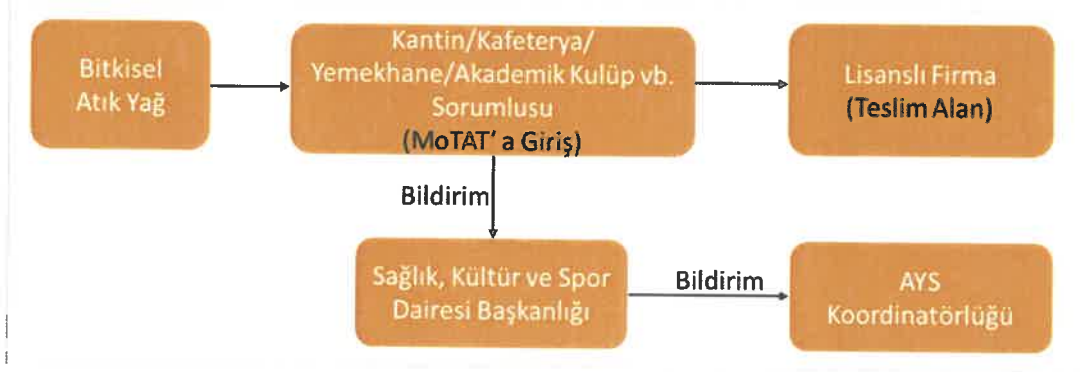 Bitkisel
Atık Yağ
Kantin/Kafeterya/
Yemekhane/Akademik Kulüp vb.
Sorumlusu
(MoTAT' a Giriş)
Lisanslı Firma
(Teslim Alan)
Bildirim
Sağlık, Kültür ve Spor
Dairesi Başkanlığı
Bildirim
AYS
Koordinatörlüğü